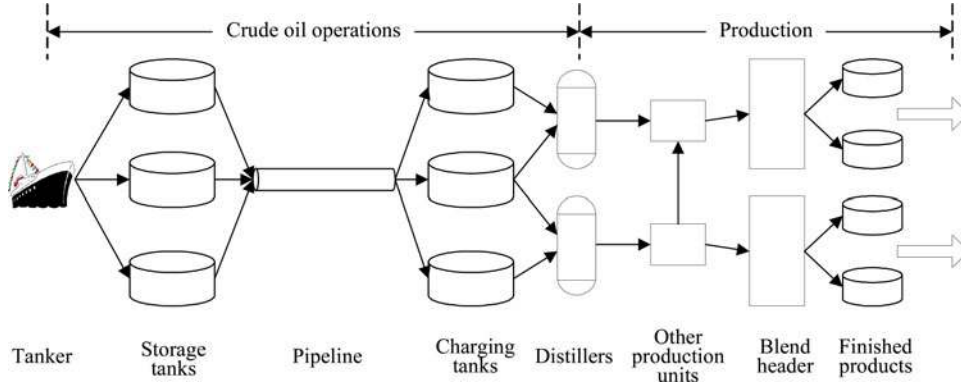 Crude oil operations
Production
Tanker
Storage
tanks
Pipeline
Charging
tanks
Distillers
Other
production
units
Blend
header
Finished
products